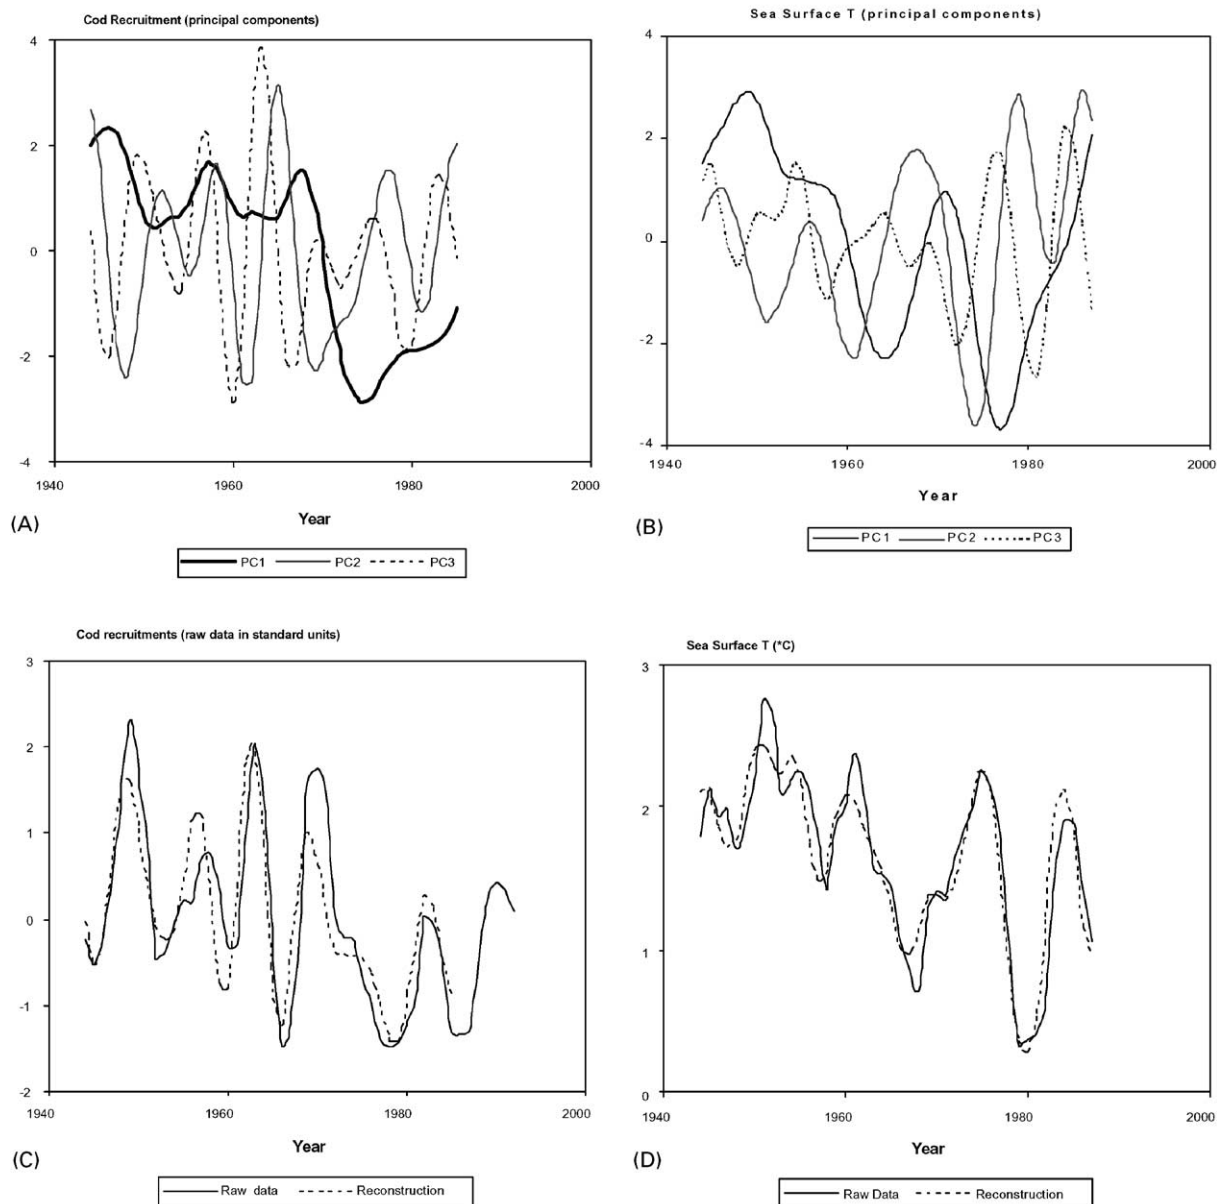 Cod Recruitment (principal components)
4
2
0
-2
-4
1940
1960
1980
2000
Year
(A)
PC1 PC2 PC3
Sea Surface T (principal components)
4
2
0
-2
-4
1940
1960
1980
2000
Year
(B)
PC1 PC2 PC3
Cod recruitments (raw data in standard units)
3
2
1
0
-1
-2
1940
1960
1980
2000
Year
(C)
Raw data Reconstruction
Sea Surface T (*C)
3
2
1
0
1940
1960
1980
2000
Year
(D)
Raw Data Reconstruction